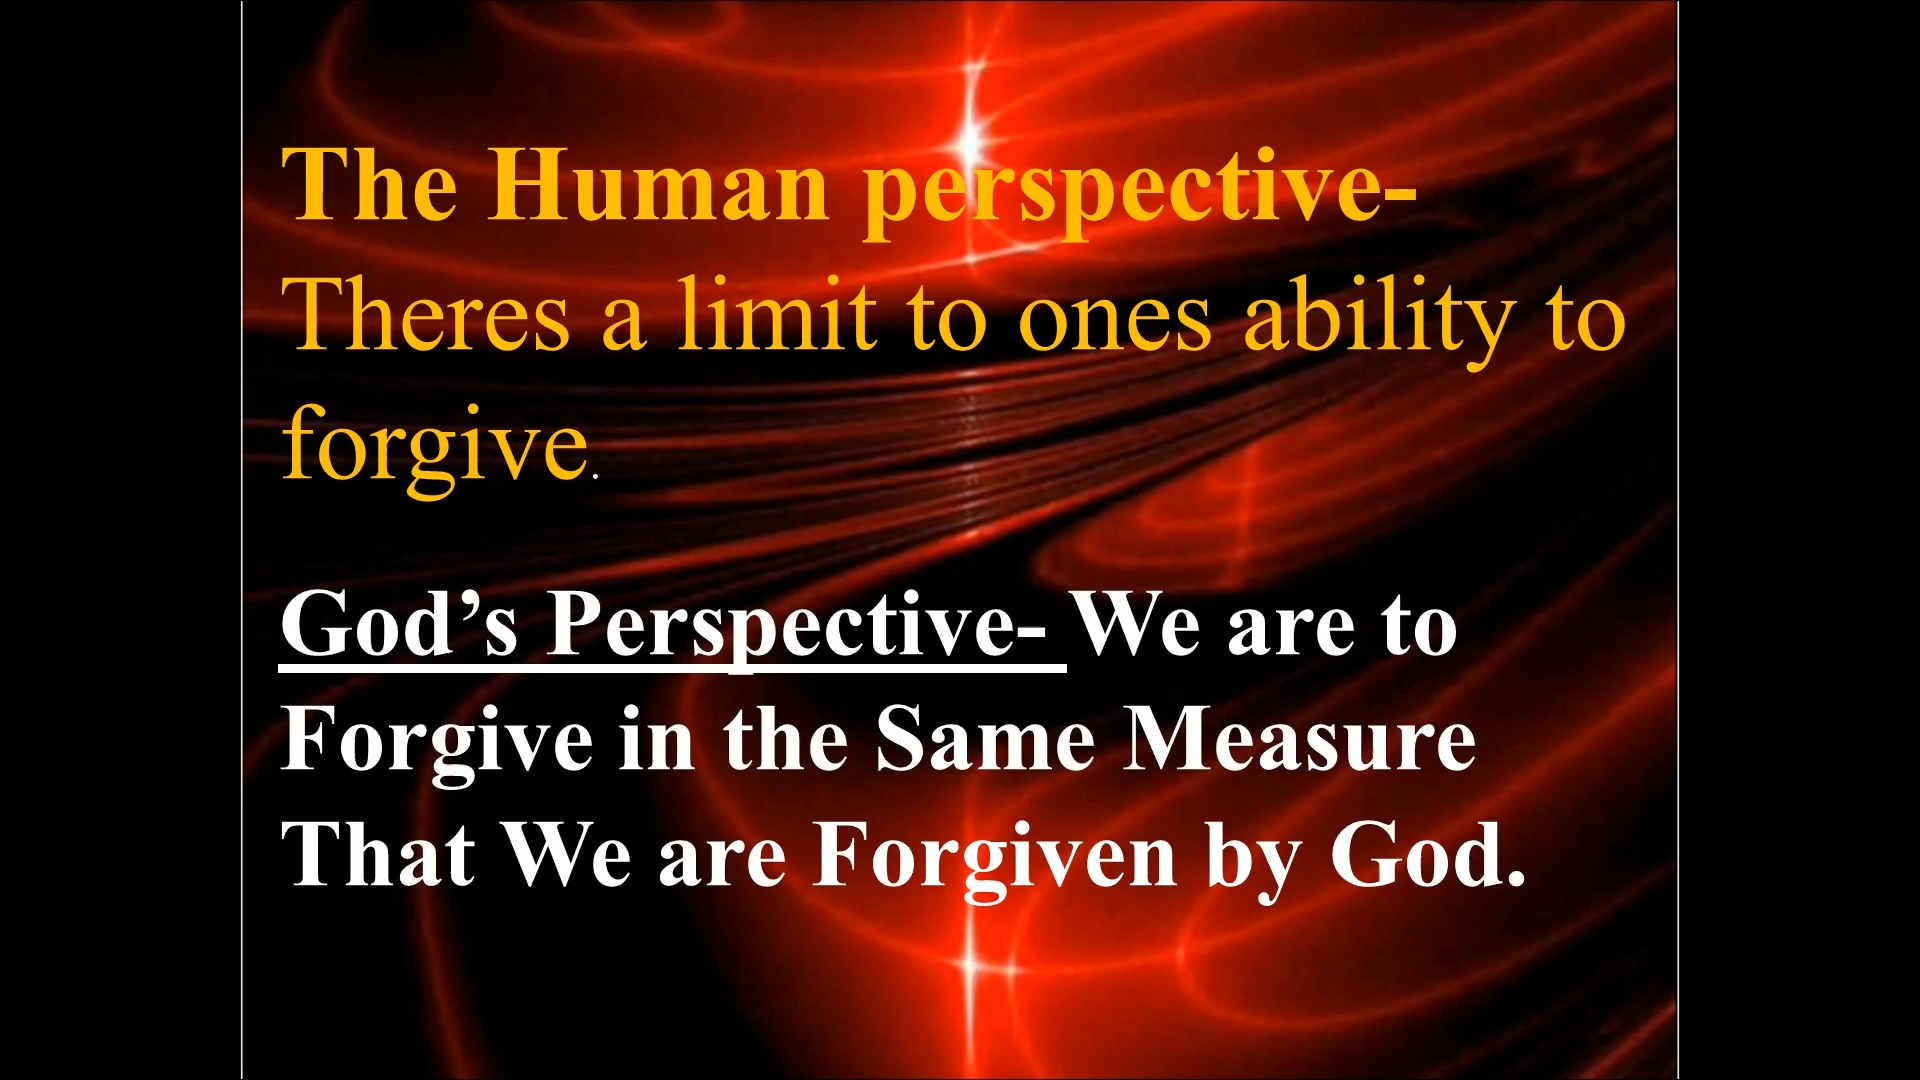 The Human perspective-
Theres a limit to ones ability to
forgive.
God’s Perspective- We are to
Forgive in the Same Measure
That We are Forgiven by God.